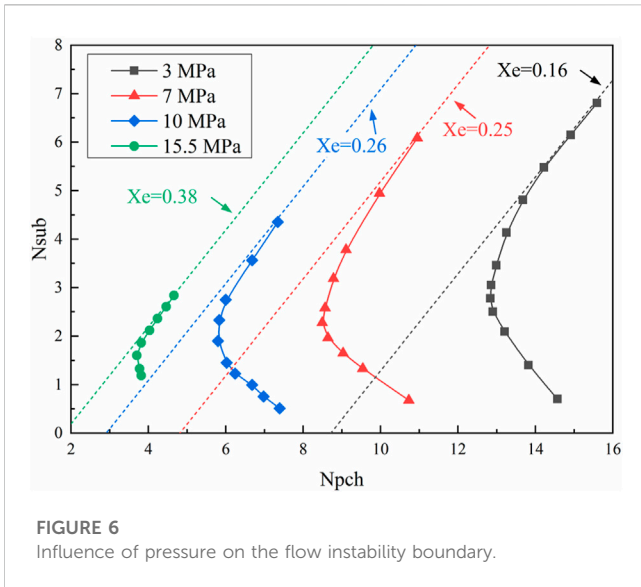 8
7
6
5
4
3
2
1
0
Nsub
3 MPa
7 MPa
10 MPa
15.5 MPa
Xe=0.16
Xe=0.25
Xe=0.26
Xe=0.38
2 4 6 8 10 12 14 16
Npch
FIGURE 6
Influence of pressure on the flow instability boundary.